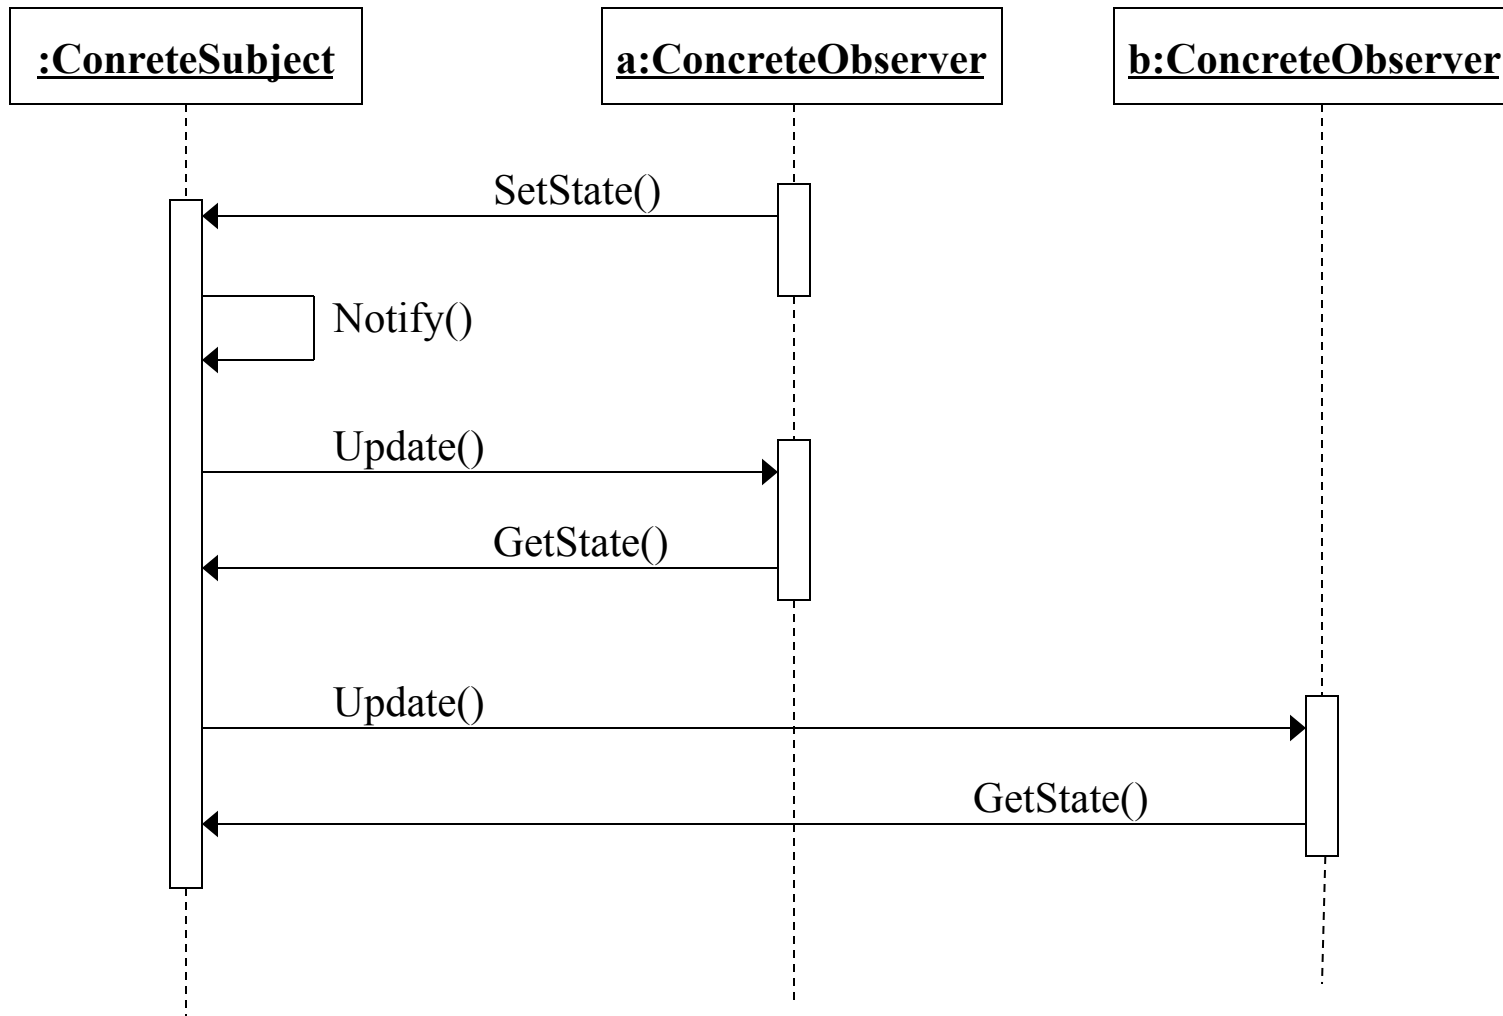 :ConreteSubject
a:ConcreteObserver
b:ConcreteObserver
SetState()
Notify()
Update()
GetState()
Update()
GetState()